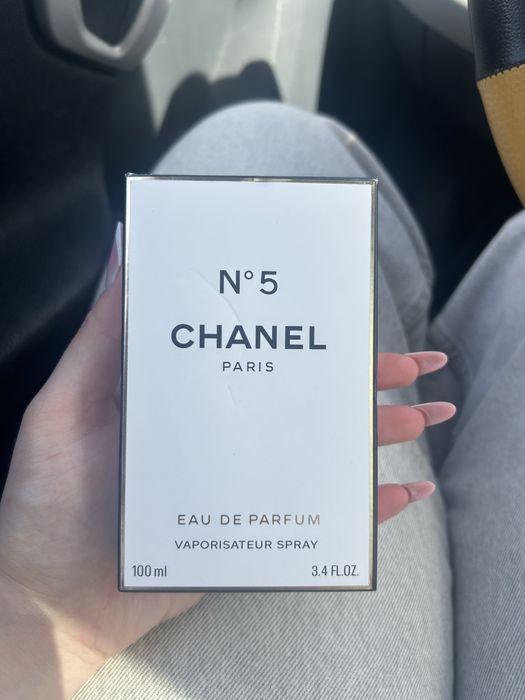 N°5
CHANEL
PARIS
EAU DE PARFUM
VAPORISATEUR SPRAY
100 ml 3.4 FL.OZ.